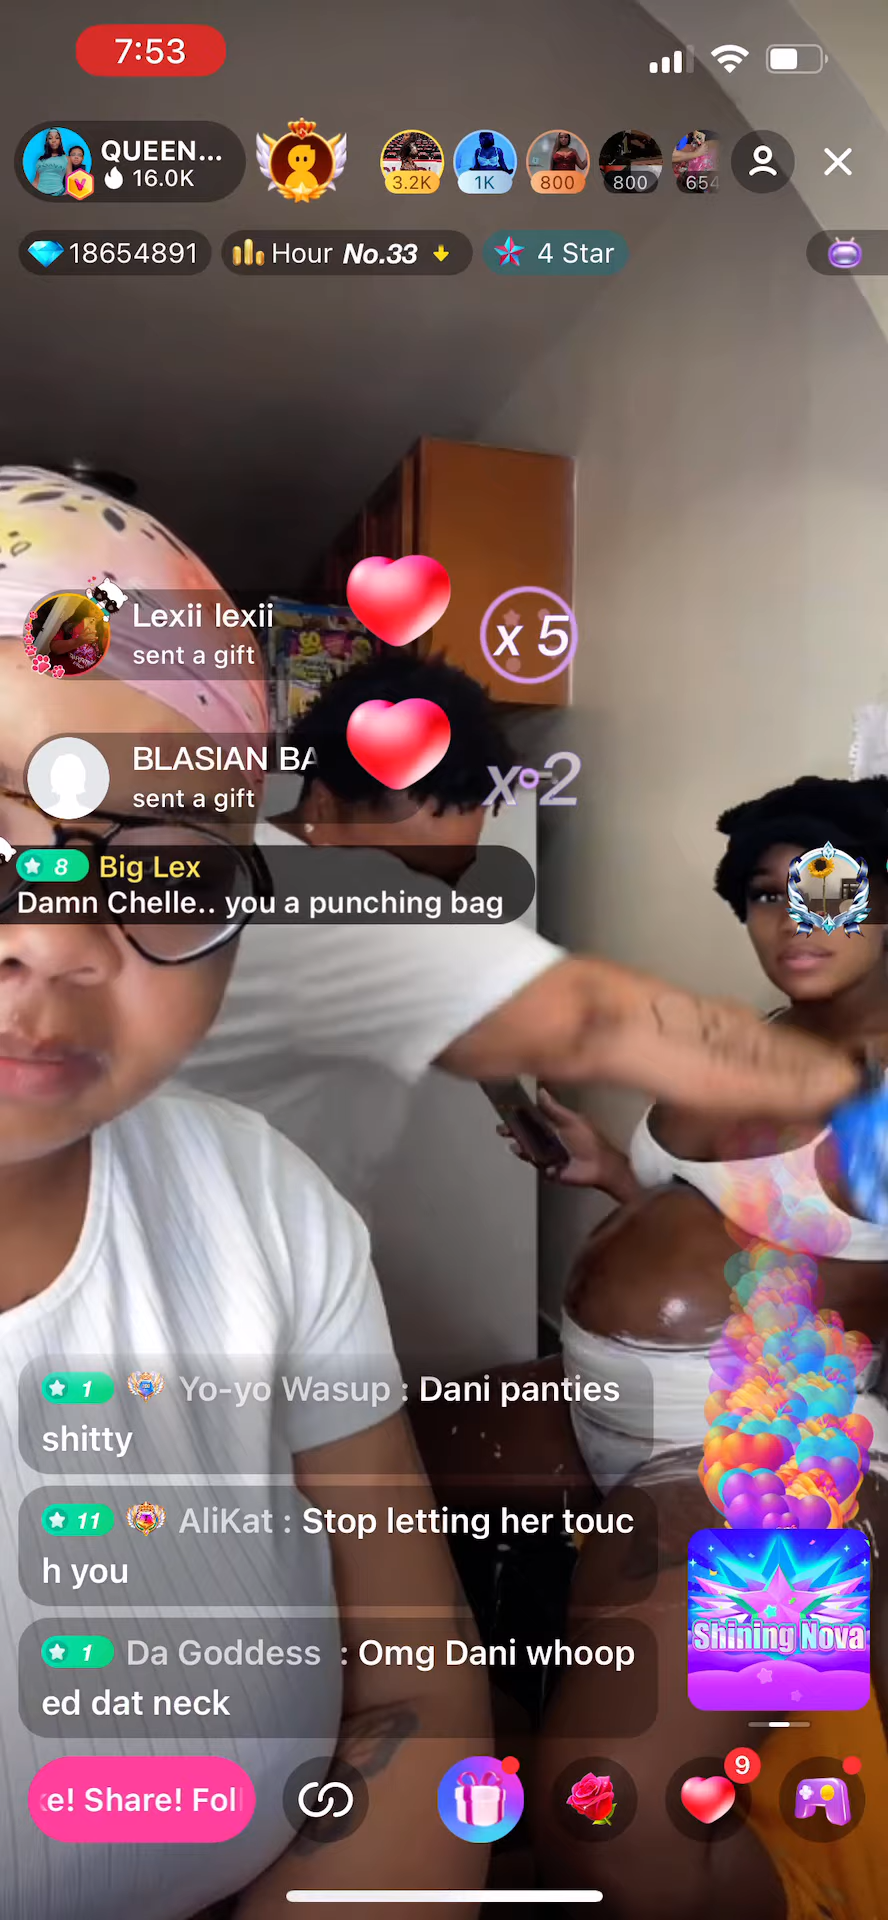 7:53
QUEEN...
16.0K
3.2K
1K
800
800
654
18654891
Hour No.33
4 Star
Lexii lexii
sent a gift
x 5
BLASIAN BA
sent a gift
x 2
8 Big Lex
Damn Chelle.. you a punching bag
1 Yo-yo Wasup : Dani panties
shitty
11 AliKat : Stop letting her touc
h you
1 Da Goddess : Omg Dani whoop
ed dat neck
Shining Nova
e! Share! Fol
9